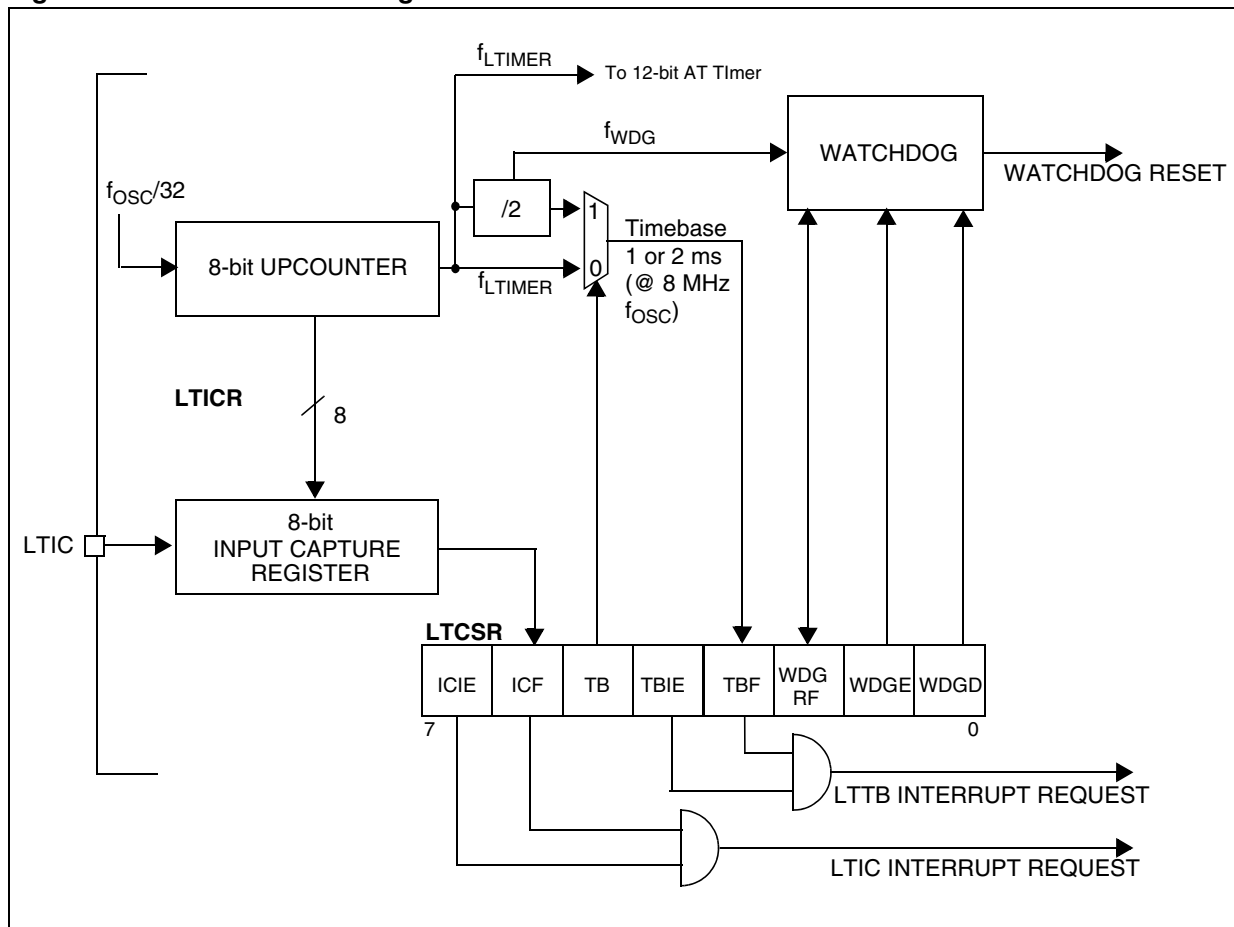 fLTIMER
To 12-bit AT TImer
fWDG
WATCHDOG
WATCHDOG RESET
fOSC/32
/2
1
8-bit UPCOUNTER
0
fLTIMER
Timebase
1 or 2 ms
(@ 8 MHz
fOSC)
LTICR
8
LTIC
8-bit
INPUT CAPTURE
REGISTER
LTCSR
ICIE
ICF
TB
TBIE
TBF
WDG
RF
WDGE
WDGD
7
0
LTTB INTERRUPT REQUEST
LTIC INTERRUPT REQUEST